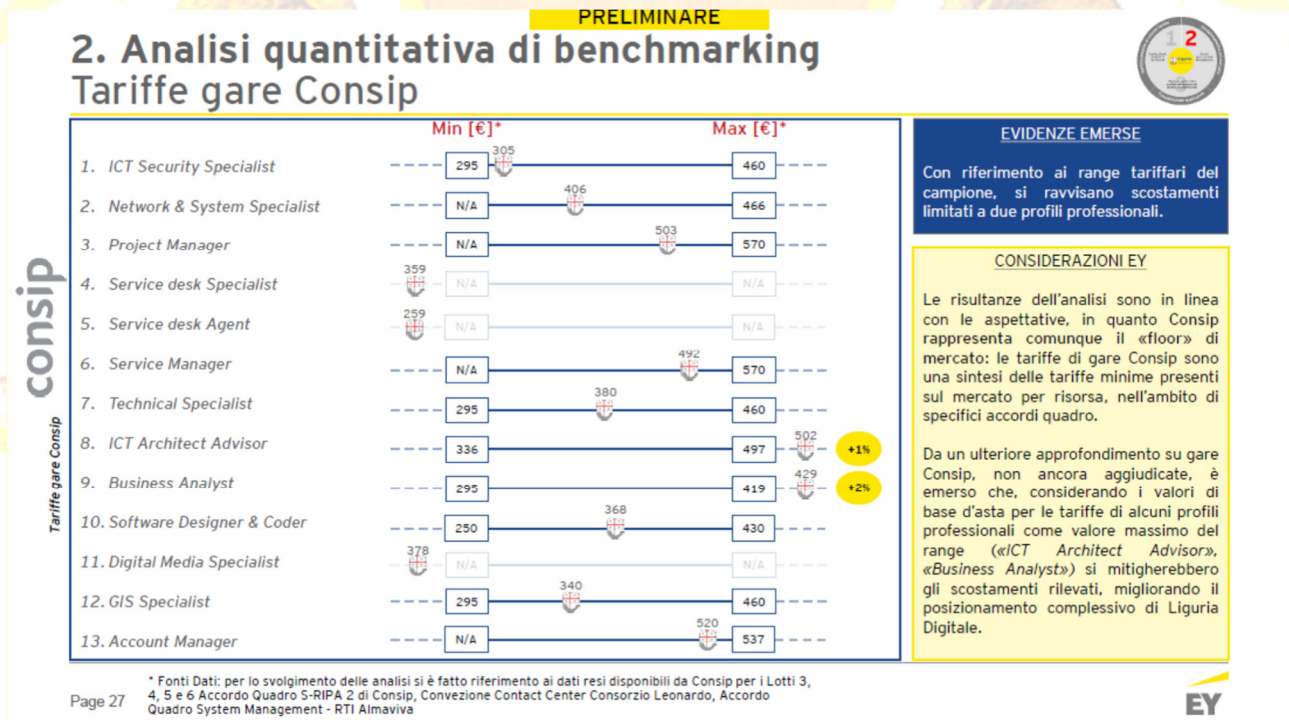 PRELIMINARE
2. Analisi quantitativa di benchmarking
Tariffe gare Consip
1 2
Min [€]* Max [€]*
1. ICT Security Specialist 295 305 460
2. Network & System Specialist N/A 406 466
3. Project Manager N/A 503 570
4. Service desk Specialist 359 N/A N/A
5. Service desk Agent 259 N/A N/A
6. Service Manager N/A 492 570
7. Technical Specialist 295 380 460
8. ICT Architect Advisor 336 497 502 +1%
9. Business Analyst 295 419 429 +2%
10. Software Designer & Coder 250 368 430
11. Digital Media Specialist 378 N/A N/A
12. GIS Specialist 295 340 460
13. Account Manager N/A 520 537
consip
Tariffe gare Consip
EVIDENZE EMERSE
Con riferimento ai range tariffari del
campione, si ravvisano scostamenti
limitati a due profili professionali.
CONSIDERAZIONI EY
Le risultanze dell'analisi sono in linea
con le aspettative, in quanto Consip
rappresenta comunque il «floor» di
mercato: le tariffe di gare Consip sono
una sintesi delle tariffe minime presenti
sul mercato per risorsa, nell'ambito di
specifici accordi quadro.
Da un ulteriore approfondimento su gare
Consip, non ancora aggiudicate, è
emerso che, considerando i valori di
base d'asta per le tariffe di alcuni profili
professionali come valore massimo del
range («ICT Architect Advisor»,
«Business Analyst») si mitigherebbero
gli scostamenti rilevati, migliorando il
posizionamento complessivo di Liguria
Digitale.
* Fonti Dati: per lo svolgimento delle analisi si è fatto riferimento ai dati resi disponibili da Consip per i Lotti 3,
4, 5 e 6 Accordo Quadro S-RIPA 2 di Consip, Convezione Contact Center Consorzio Leonardo, Accordo
Quadro System Management - RTI Almaviva
Page 27
EY